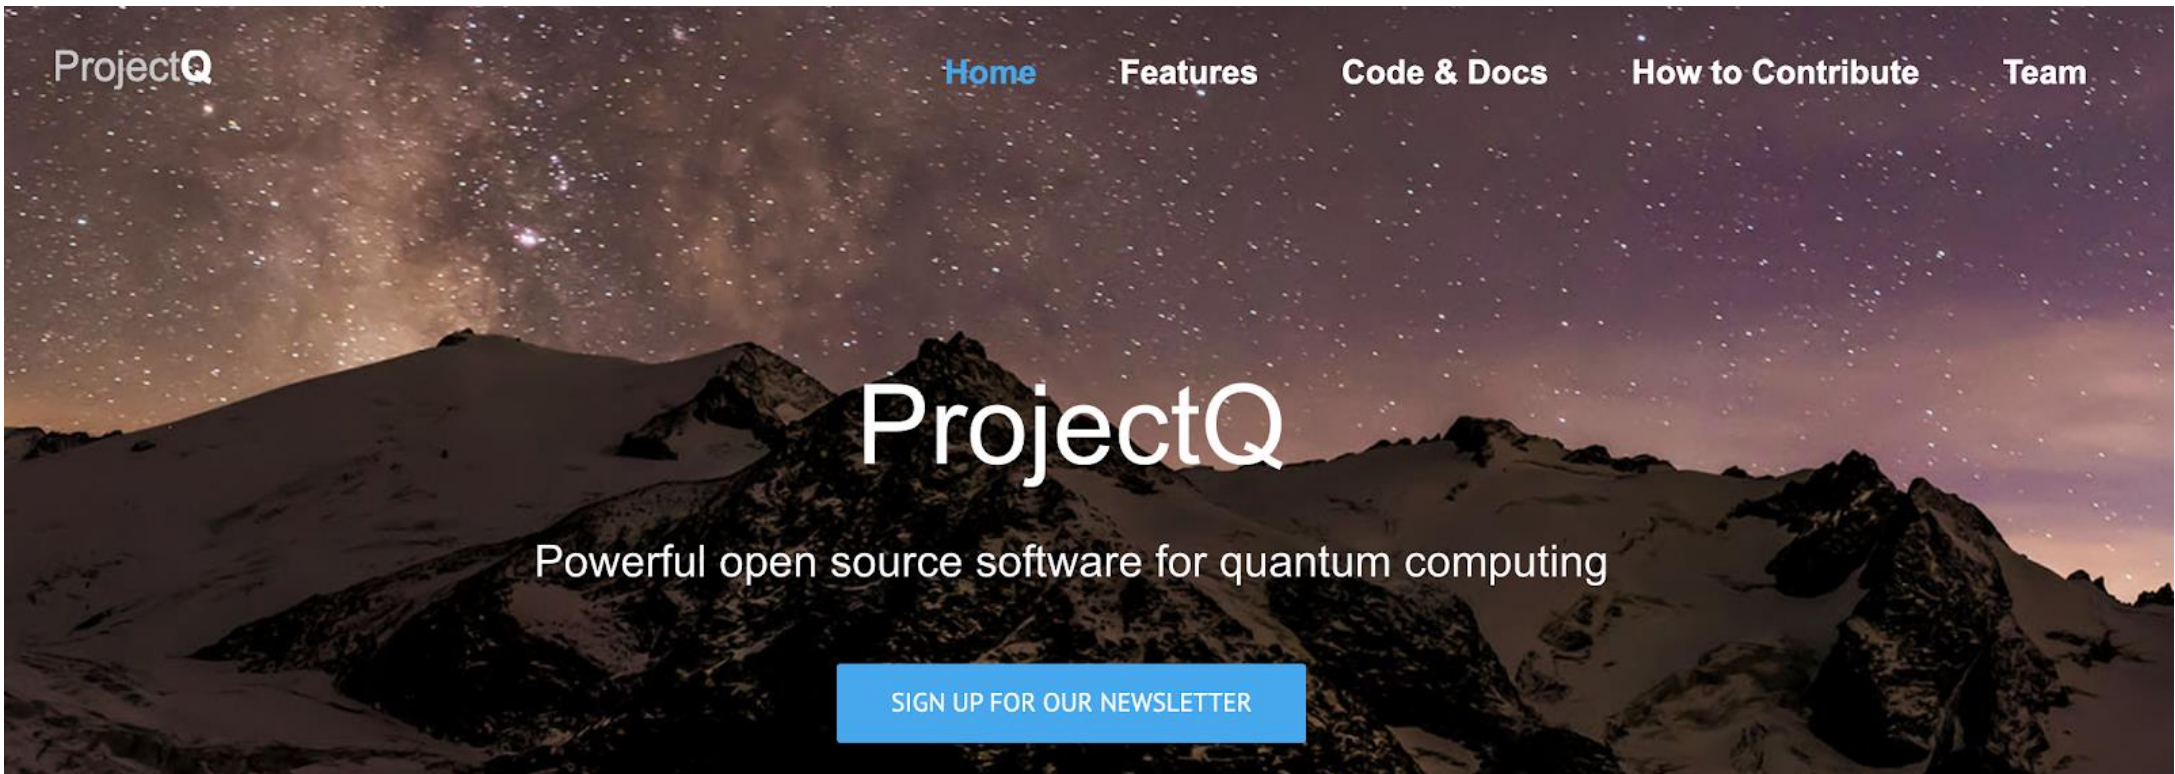 ProjectQ
Home Features Code & Docs How to Contribute Team
ProjectQ
Powerful open source software for quantum computing
SIGN UP FOR OUR NEWSLETTER